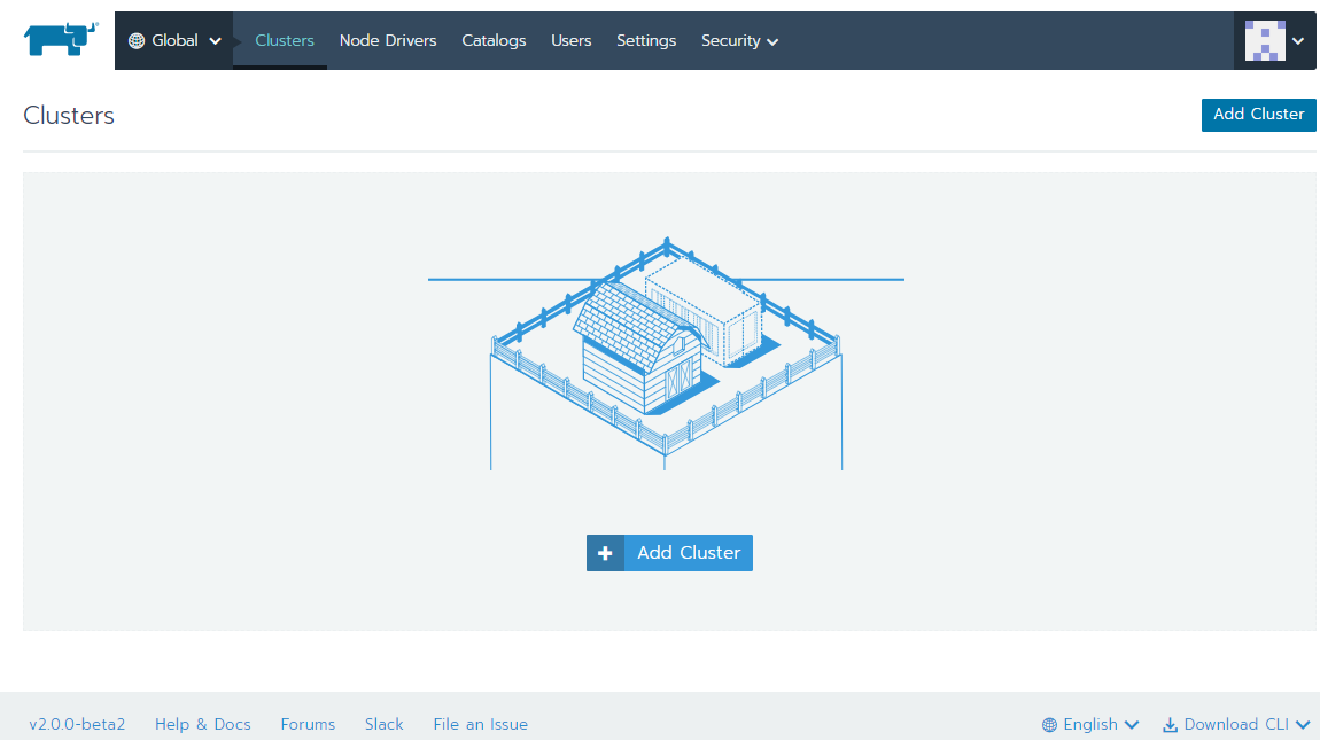 Global Clusters Node Drivers Catalogs Users Settings Security
Clusters
Add Cluster
Add Cluster
v2.0.0-beta2 Help & Docs Forums Slack File an Issue English Download CLI